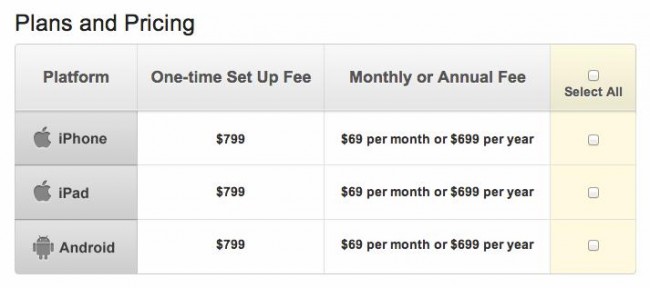 Plans and Pricing
Platform One-time Set Up Fee Monthly or Annual Fee Select All
iPhone $799 $69 per month or $699 per year
iPad $799 $69 per month or $699 per year
Android $799 $69 per month or $699 per year